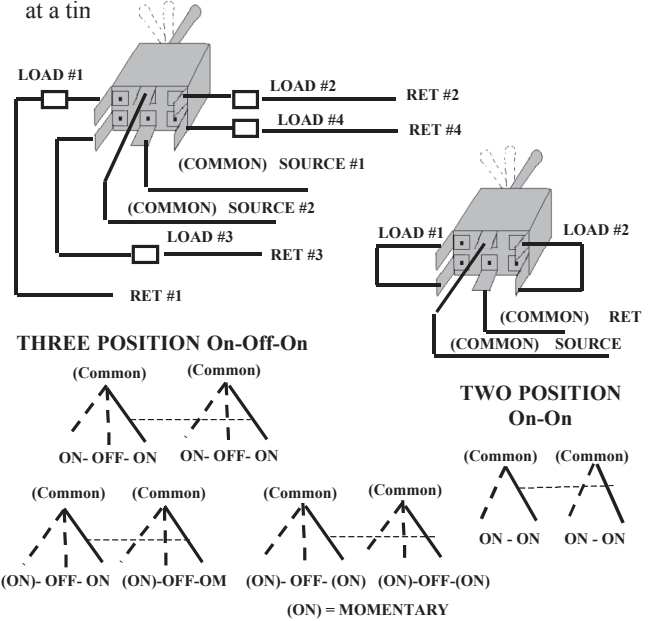 at a tin
LOAD #1
LOAD #2
RET #2
LOAD #4
RET #4
(COMMON) SOURCE #1
(COMMON) SOURCE #2
LOAD #3
RET #3
RET #1
LOAD #1
LOAD #2
(COMMON) RET
(COMMON) SOURCE
THREE POSITION On-Off-On
(Common) (Common)
ON- OFF- ON ON- OFF- ON
TWO POSITION
On-On
(Common) (Common)
ON - ON ON - ON
(Common) (Common) (Common) (Common)
(ON)- OFF- ON (ON)-OFF-OM (ON)- OFF- (ON) (ON)-OFF-(ON)
(ON) = MOMENTARY